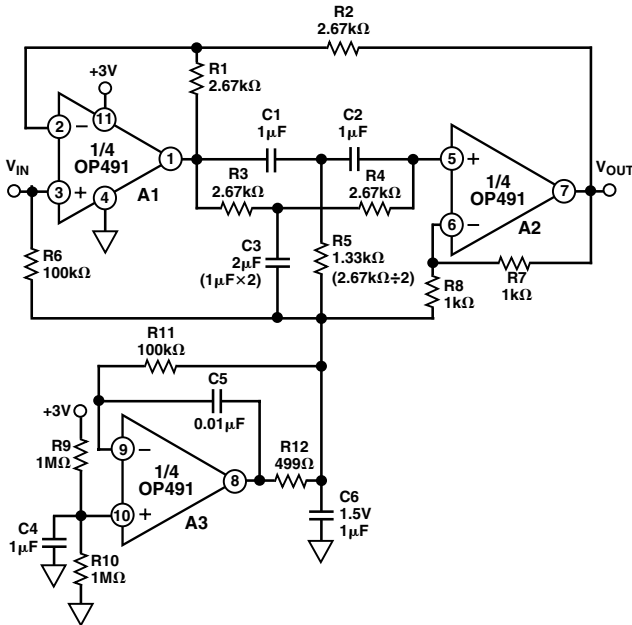 R2
2.67kΩ
+3V
R1
2.67kΩ
11
2
−
1/4
OP491
1
VIN
3
+
4
A1
C1
1μF
C2
1μF
R3
2.67kΩ
R4
2.67kΩ
5
+
1/4
OP491
7
VOUT
6
−
A2
R6
100kΩ
C3
2μF
(1μF×2)
R5
1.33kΩ
(2.67kΩ÷2)
R8
1kΩ
R7
1kΩ
R11
100kΩ
C5
0.01μF
+3V
R9
1MΩ
9
−
1/4
OP491
8
10
+
A3
R12
499Ω
C6
1.5V
1μF
C4
1μF
R10
1MΩ